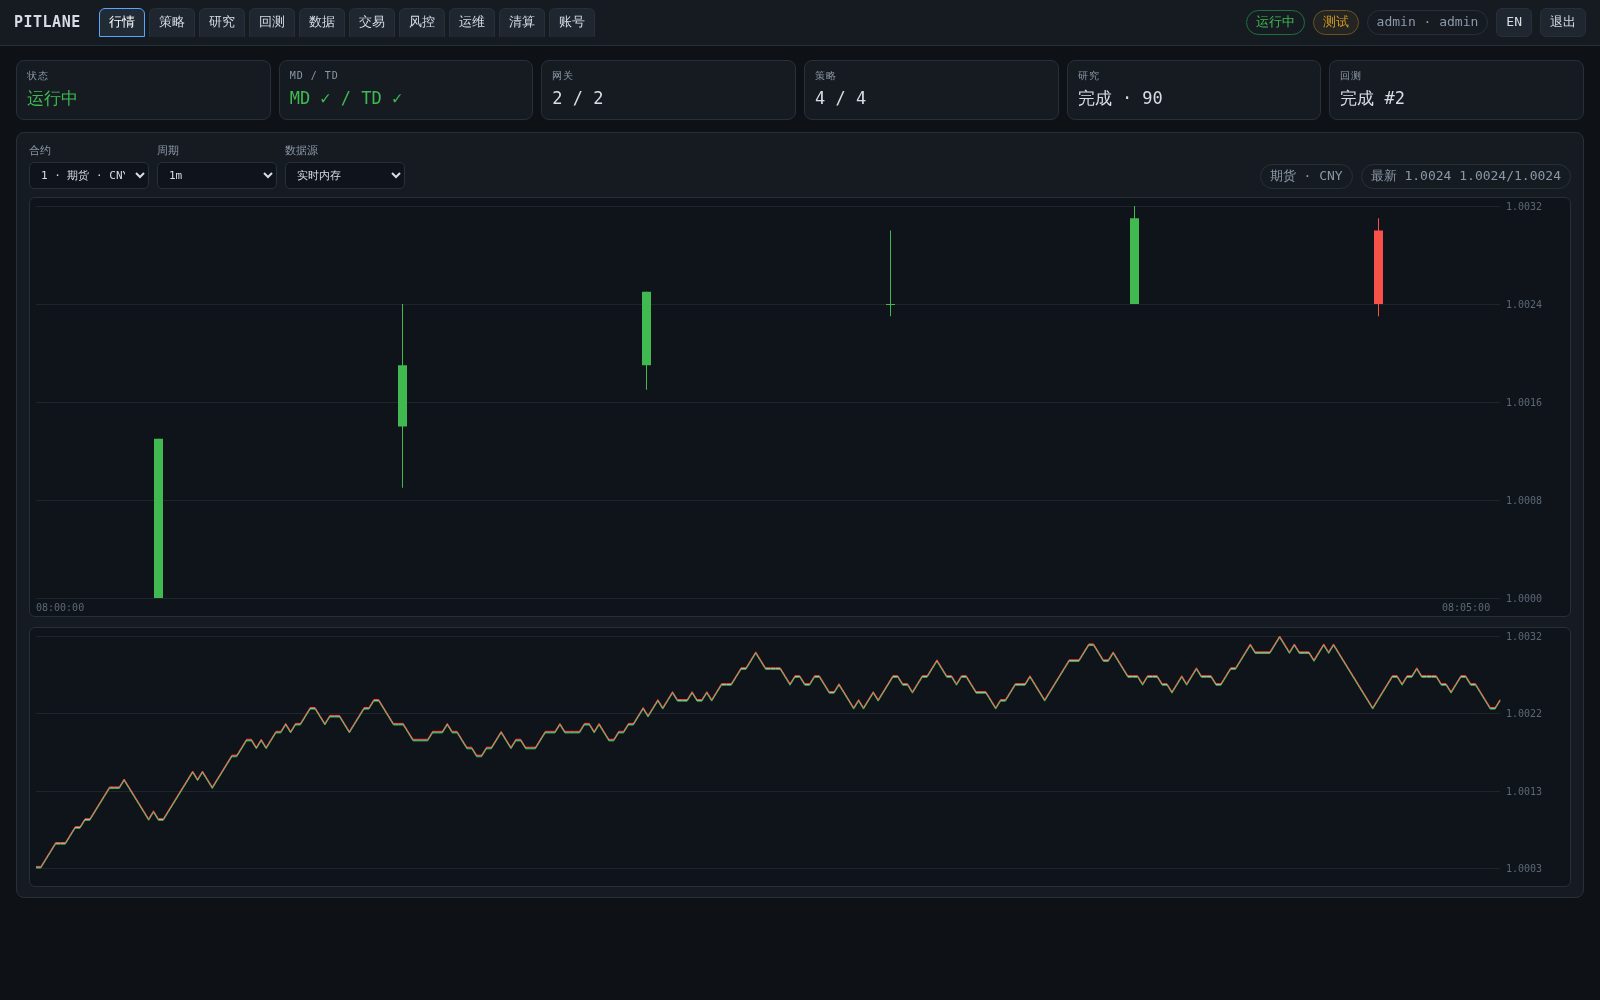 PITLANE 行情 策略 研究 回测 数据 交易 风控 运维 清算 账号 运行中 测试 admin · admin EN 退出
状态 MD / TD 网关 策略 研究 回测
运行中 MD ✓ / TD ✓ 2 / 2 4 / 4 完成 · 90 完成 #2
合约 周期 数据源
1 · 期货 · CNY 1m 实时内存 期货 · CNY 最新 1.0024 1.0024/1.0024
1.0032
1.0024
1.0016
1.0008
1.0000
08:00:00 08:05:00
1.0032
1.0022
1.0013
1.0003